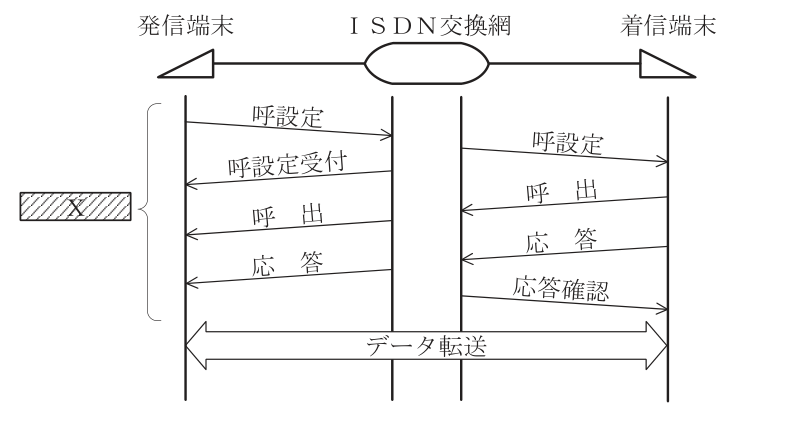 発信端末
ＩＳＤＮ交換網
着信端末
呼設定
呼設定
呼設定受付
呼　出
呼　出
応　答
応　答
応答確認
X
データ転送